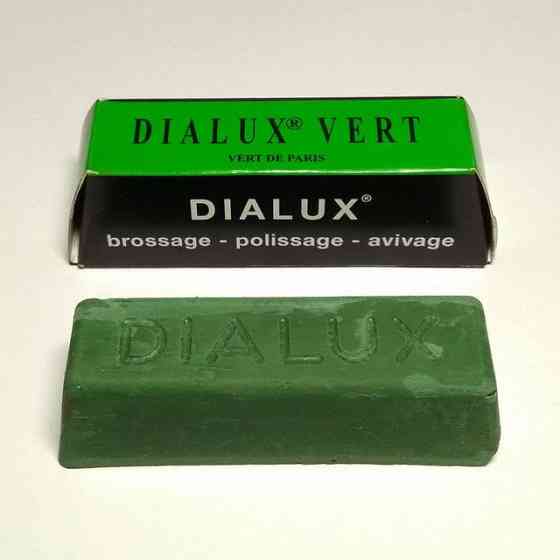 DIALUX® VERT
VERT DE PARIS
DIALUX®
brossage - polissage - avivage
DIALUX